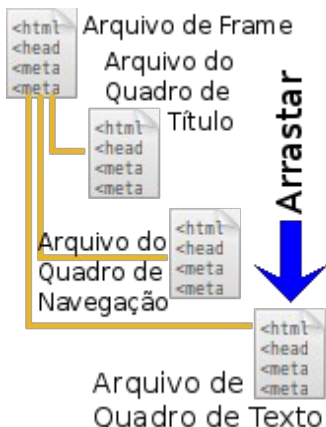 <html
<head
<meta
<meta
Arquivo de Frame
Arquivo do
Quadro de
Título
<html
<head
<meta
<meta
Arrastar
Arquivo do
Quadro de
Navegação
<html
<head
<meta
<meta
<html
<head
<meta
<meta
Arquivo de
Quadro de Texto